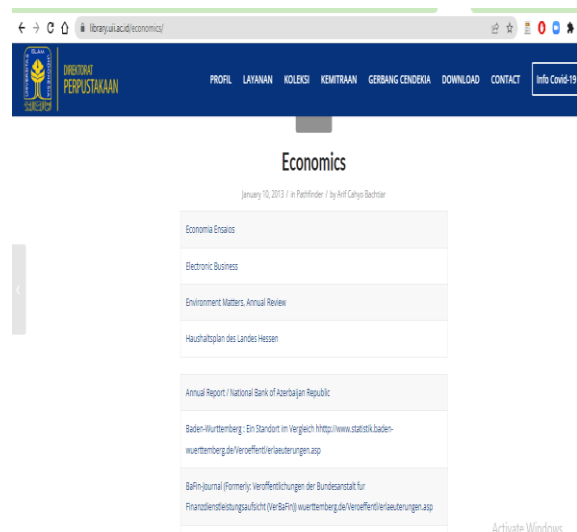 library.uii.ac.id/economics/
ISLAM
UNIVERSITAS
INDONESIA
DIREKTORAT
PERPUSTAKAAN
PROFIL LAYANAN KOLEKSI KEMITRAAN GERBANG CENDEKIA DOWNLOAD CONTACT Info Covid-19
Economics
January 10, 2013 / in Pathfinder / by Arif Cahyo Bachtiar
Economia Ensaios
Electronic Business
Environment Matters, Annual Review
Haushaltsplan des Landes Hessen
Annual Report / National Bank of Azerbaijan Republic
Baden-Wurttemberg : Ein Standort im Vergleich hhttp://www.statistik.baden-
wuerttemberg.de/Veroeffentl/erlaeuterungen.asp
BaFin-Journal (Formerly: Veroffentlichungen der Bundesanstalt fur
Finanzdienstleistungsaufsicht (VerBaFin)) wuerttemberg.de/Veroeffentl/erlaeuterungen.asp
Activate Windows